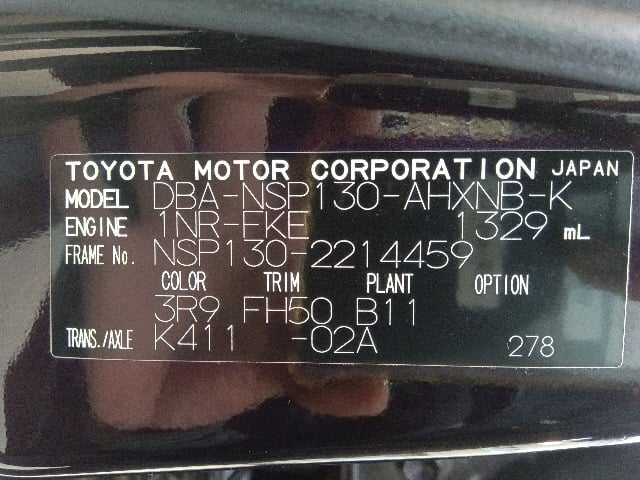 TOYOTA MOTOR CORPORATION JAPAN
MODEL DBA-NSP130-AHXNB-K
ENGINE 1NR-FKE 1329 mL
FRAME No. NSP130-2214459
COLOR TRIM PLANT OPTION
3R9 FH50 B11
TRANS./AXLE K411 -02A 278